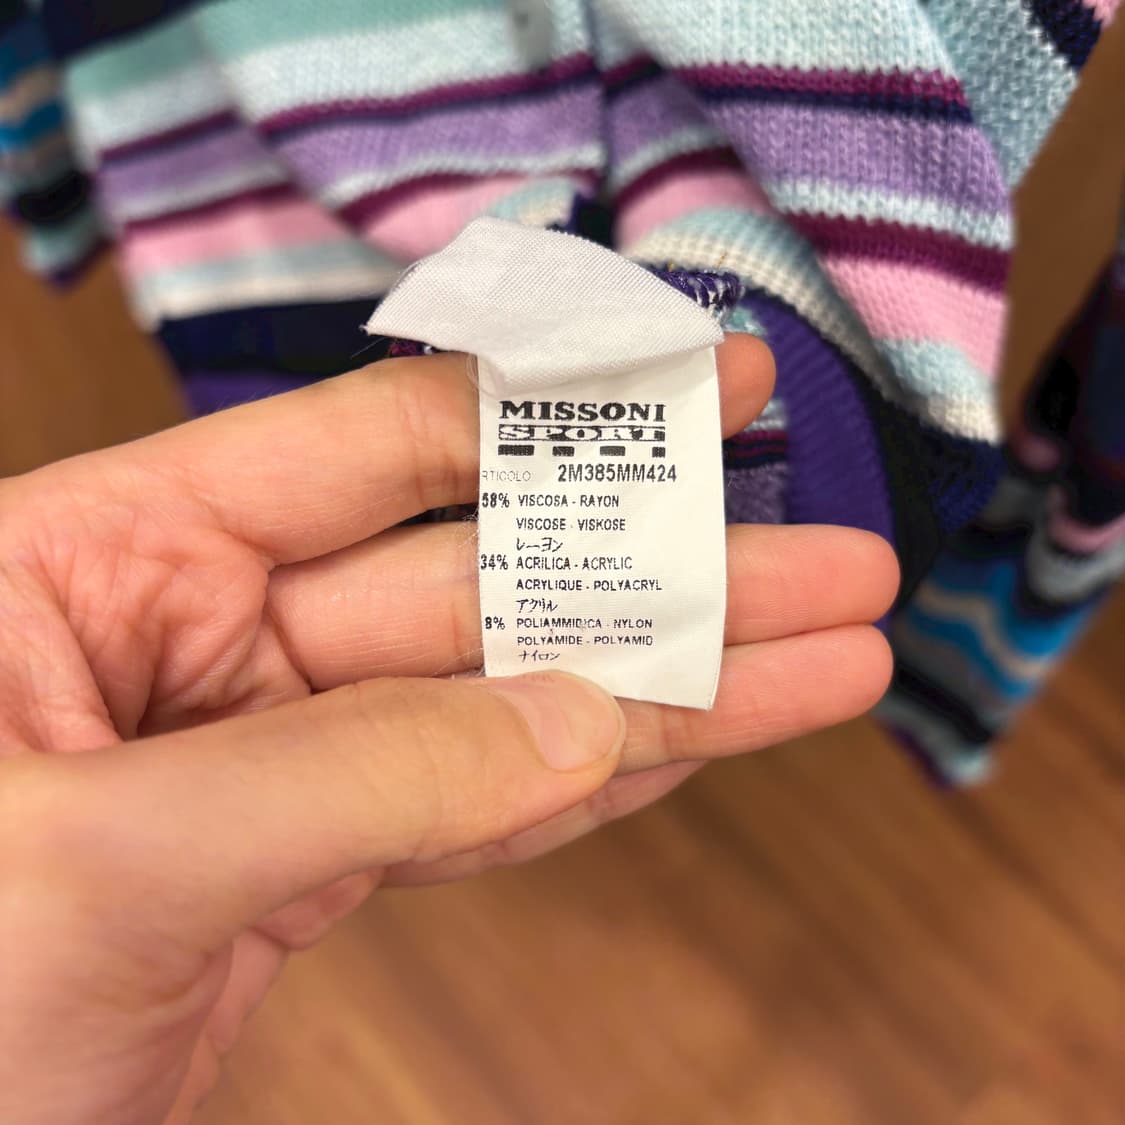 MISSONI
SPORT
RTICOLO 2M385MM424
58% VISCOSA - RAYON
VISCOSE - VISKOSE
レーヨン
34% ACRILICA - ACRYLIC
ACRYLIQUE - POLYACRYL
アクリル
8% POLIAMMIDICA - NYLON
POLYAMIDE - POLYAMID
ナイロン